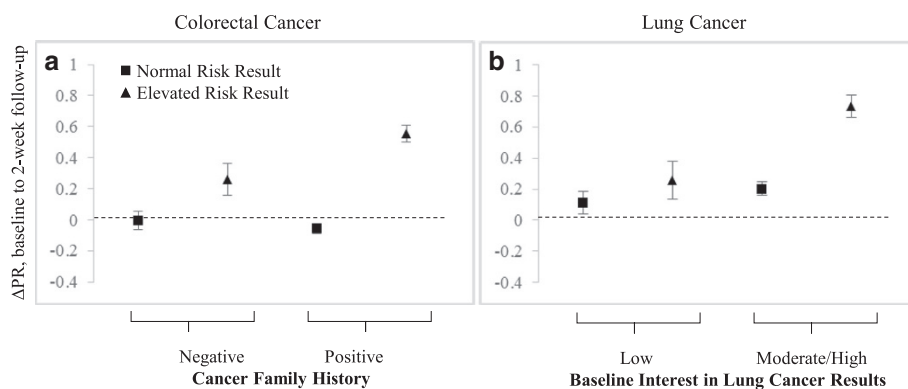 Colorectal Cancer
Lung Cancer
ΔPR, baseline to 2-week follow-up
a
Normal Risk Result
Elevated Risk Result
1
0.8
0.6
0.4
0.2
0
-0.2
-0.4
Negative
Positive
Cancer Family History
b
1
0.8
0.6
0.4
0.2
0
-0.2
-0.4
Low
Moderate/High
Baseline Interest in Lung Cancer Results